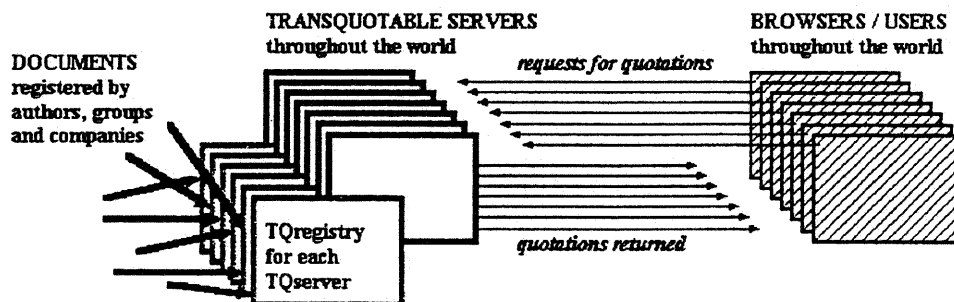 TRANSQUOTABLE SERVERS
throughout the world
BROWSERS / USERS
throughout the world
DOCUMENTS
registered by
authors, groups
and companies
requests for quotations
TQregistry
for each
TQserver
quotations returned